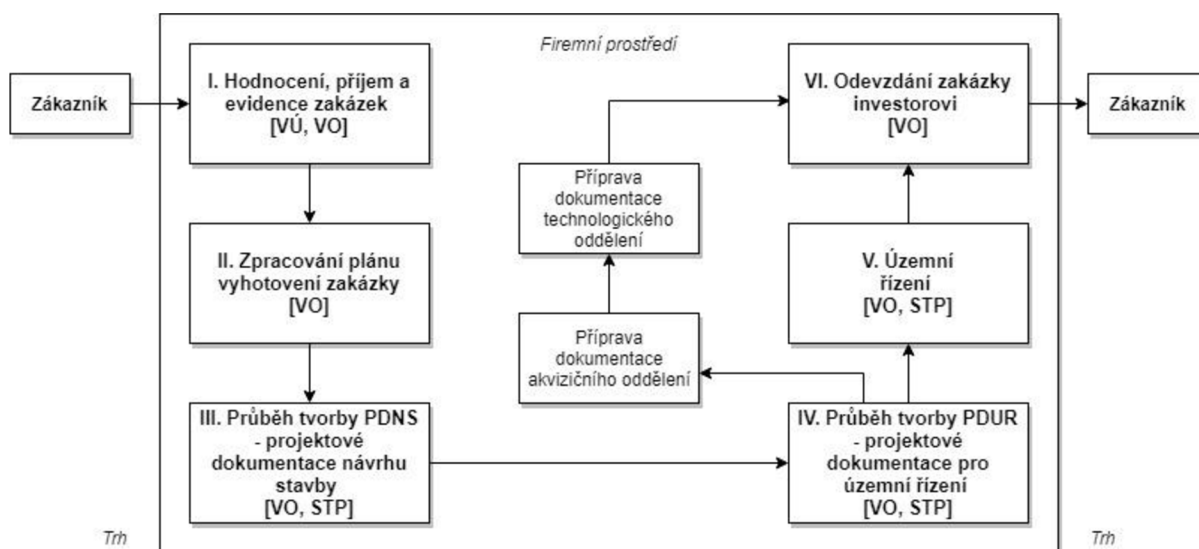 Firemní prostředí
Zákazník
I. Hodnocení, příjem a
evidence zakázek
[VÚ, VO]
II. Zpracování plánu
vyhotovení zakázky
[VO]
III. Průběh tvorby PDNS
- projektové
dokumentace návrhu
stavby
[VO, STP]
Příprava
dokumentace
technologického
oddělení
Příprava
dokumentace
akvizičního oddělení
VI. Odevzdání zakázky
investorovi
[VO]
V. Územní
řízení
[VO, STP]
IV. Průběh tvorby PDUR
- projektové
dokumentace pro
územní řízení
[VO, STP]
Zákazník
Trh
Trh